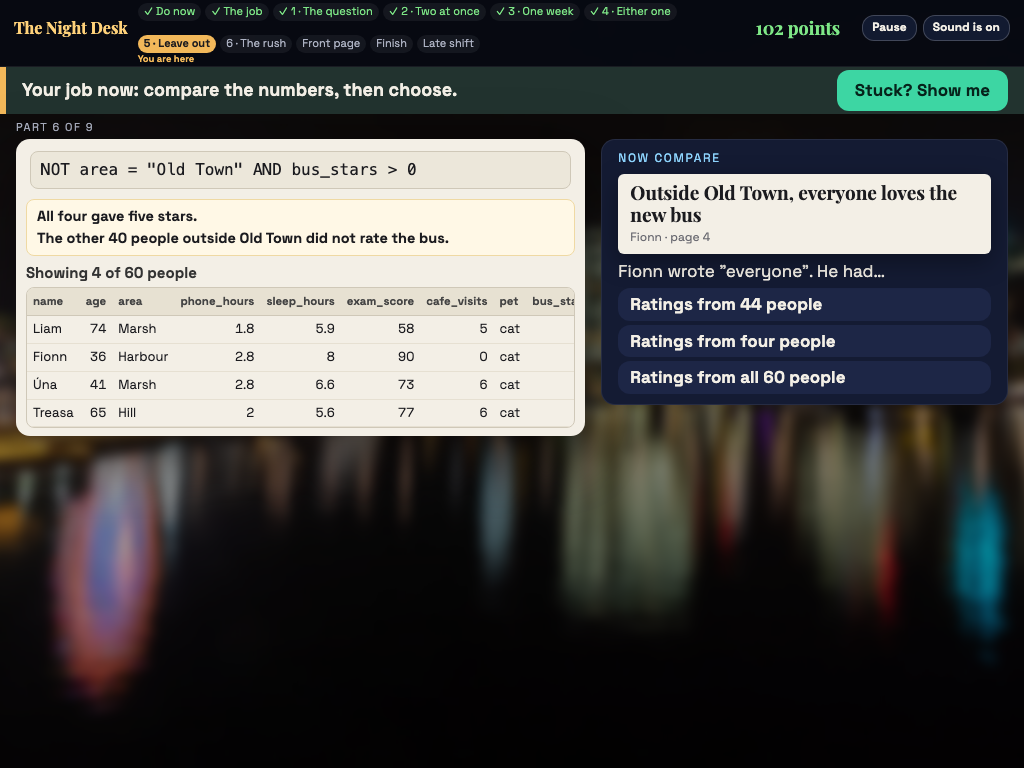 The Night Desk
✓ Do now ✓ The job ✓ 1 · The question ✓ 2 · Two at once ✓ 3 · One week ✓ 4 · Either one
5 · Leave out 6 · The rush Front page Finish Late shift
You are here
102 points
Pause
Sound is on
Your job now: compare the numbers, then choose.
Stuck? Show me
PART 6 OF 9
NOT area = "Old Town" AND bus_stars > 0
All four gave five stars.
The other 40 people outside Old Town did not rate the bus.
Showing 4 of 60 people
name age area phone_hours sleep_hours exam_score cafe_visits pet bus_sta
Liam 74 Marsh 1.8 5.9 58 5 cat
Fionn 36 Harbour 2.8 8 90 0 cat
Úna 41 Marsh 2.8 6.6 73 6 cat
Treasa 65 Hill 2 5.6 77 6 cat
NOW COMPARE
Outside Old Town, everyone loves the
new bus
Fionn · page 4
Fionn wrote ”everyone”. He had…
Ratings from 44 people
Ratings from four people
Ratings from all 60 people